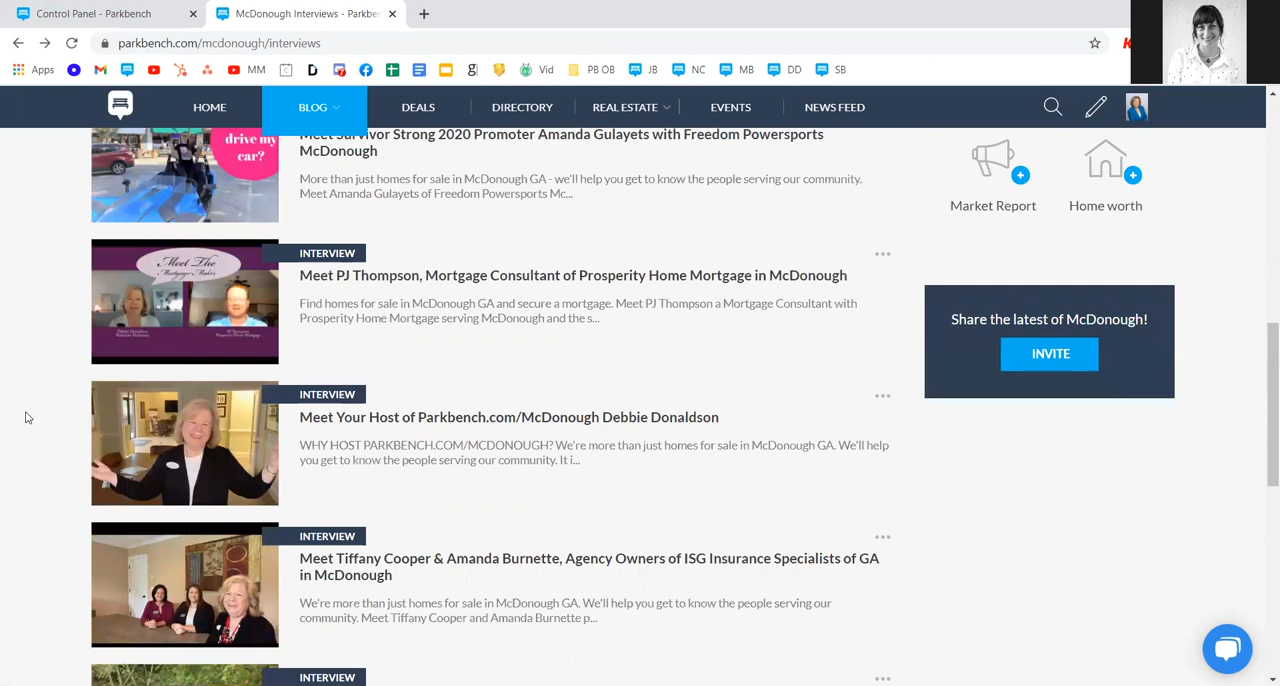 Control Panel - Parkbench
McDonough Interviews - Parkbe
parkbench.com/mcdonough/interviews
Apps
MM
Vid
PB OB
JB
NC
MB
DD
SB
HOME
BLOG
DEALS
DIRECTORY
REAL ESTATE
EVENTS
NEWS FEED
drive my
car?
Meet Survivor Strong 2020 Promoter Amanda Gulayets with Freedom Powersports
McDonough
More than just homes for sale in McDonough GA - we'll help you get to know the people serving our community.
Meet Amanda Gulayets of Freedom Powersports Mc...
Market Report
Home worth
Meet The
Mortgage Maker
INTERVIEW
Meet PJ Thompson, Mortgage Consultant of Prosperity Home Mortgage in McDonough
Find homes for sale in McDonough GA and secure a mortgage. Meet PJ Thompson a Mortgage Consultant with
Prosperity Home Mortgage serving McDonough and the s...
Share the latest of McDonough!
INVITE
INTERVIEW
Meet Your Host of Parkbench.com/McDonough Debbie Donaldson
WHY HOST PARKBENCH.COM/MCDONOUGH? We're more than just homes for sale in McDonough GA. We'll help
you get to know the people serving our community. It i...
INTERVIEW
Meet Tiffany Cooper & Amanda Burnette, Agency Owners of ISG Insurance Specialists of GA
in McDonough
We're more than just homes for sale in McDonough GA. We'll help you get to know the people serving our
community. Meet Tiffany Cooper and Amanda Burnette p...
INTERVIEW